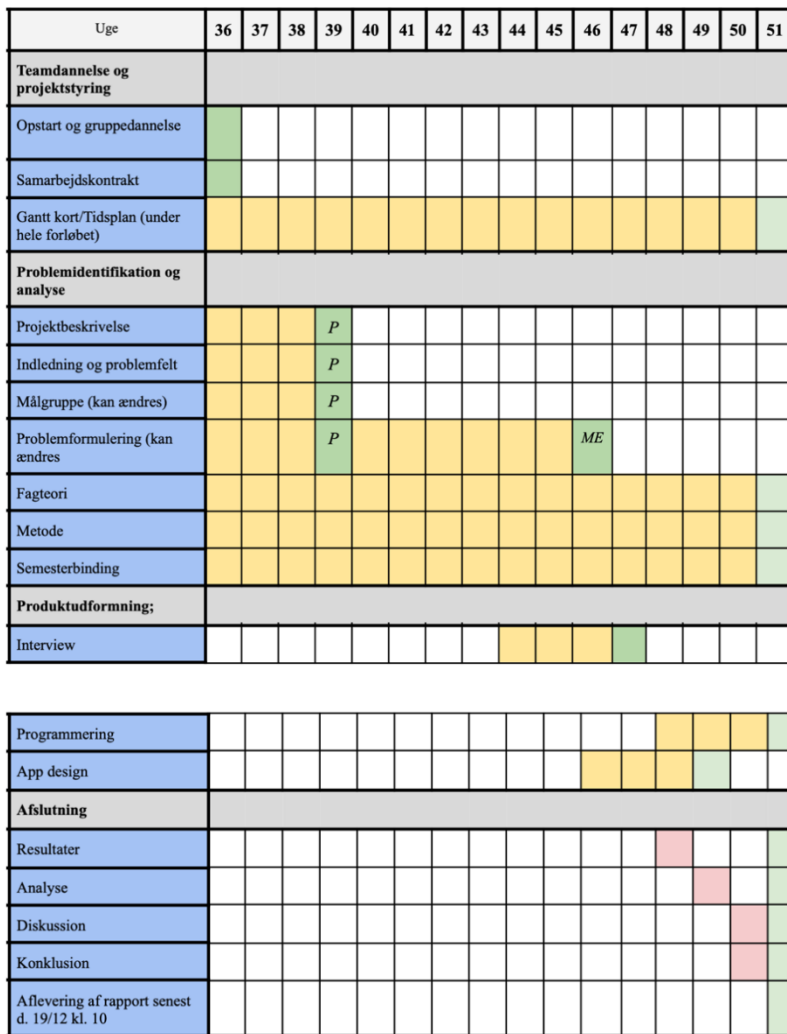 Uge 36 37 38 39 40 41 42 43 44 45 46 47 48 49 50 51
Teamdannelse og
projektstyring
Opstart og gruppedannelse
Samarbejdskontrakt
Gantt kort/Tidsplan (under
hele forløbet)
Problemidentifikation og
analyse
Projektbeskrivelse P
Indledning og problemfelt P
Målgruppe (kan ændres) P
Problemformulering (kan P ME
ændres
Fagteori
Metode
Semesterbinding
Produktudformning;
Interview
Programmering
App design
Afslutning
Resultater
Analyse
Diskussion
Konklusion
Aflevering af rapport senest
d. 19/12 kl. 10